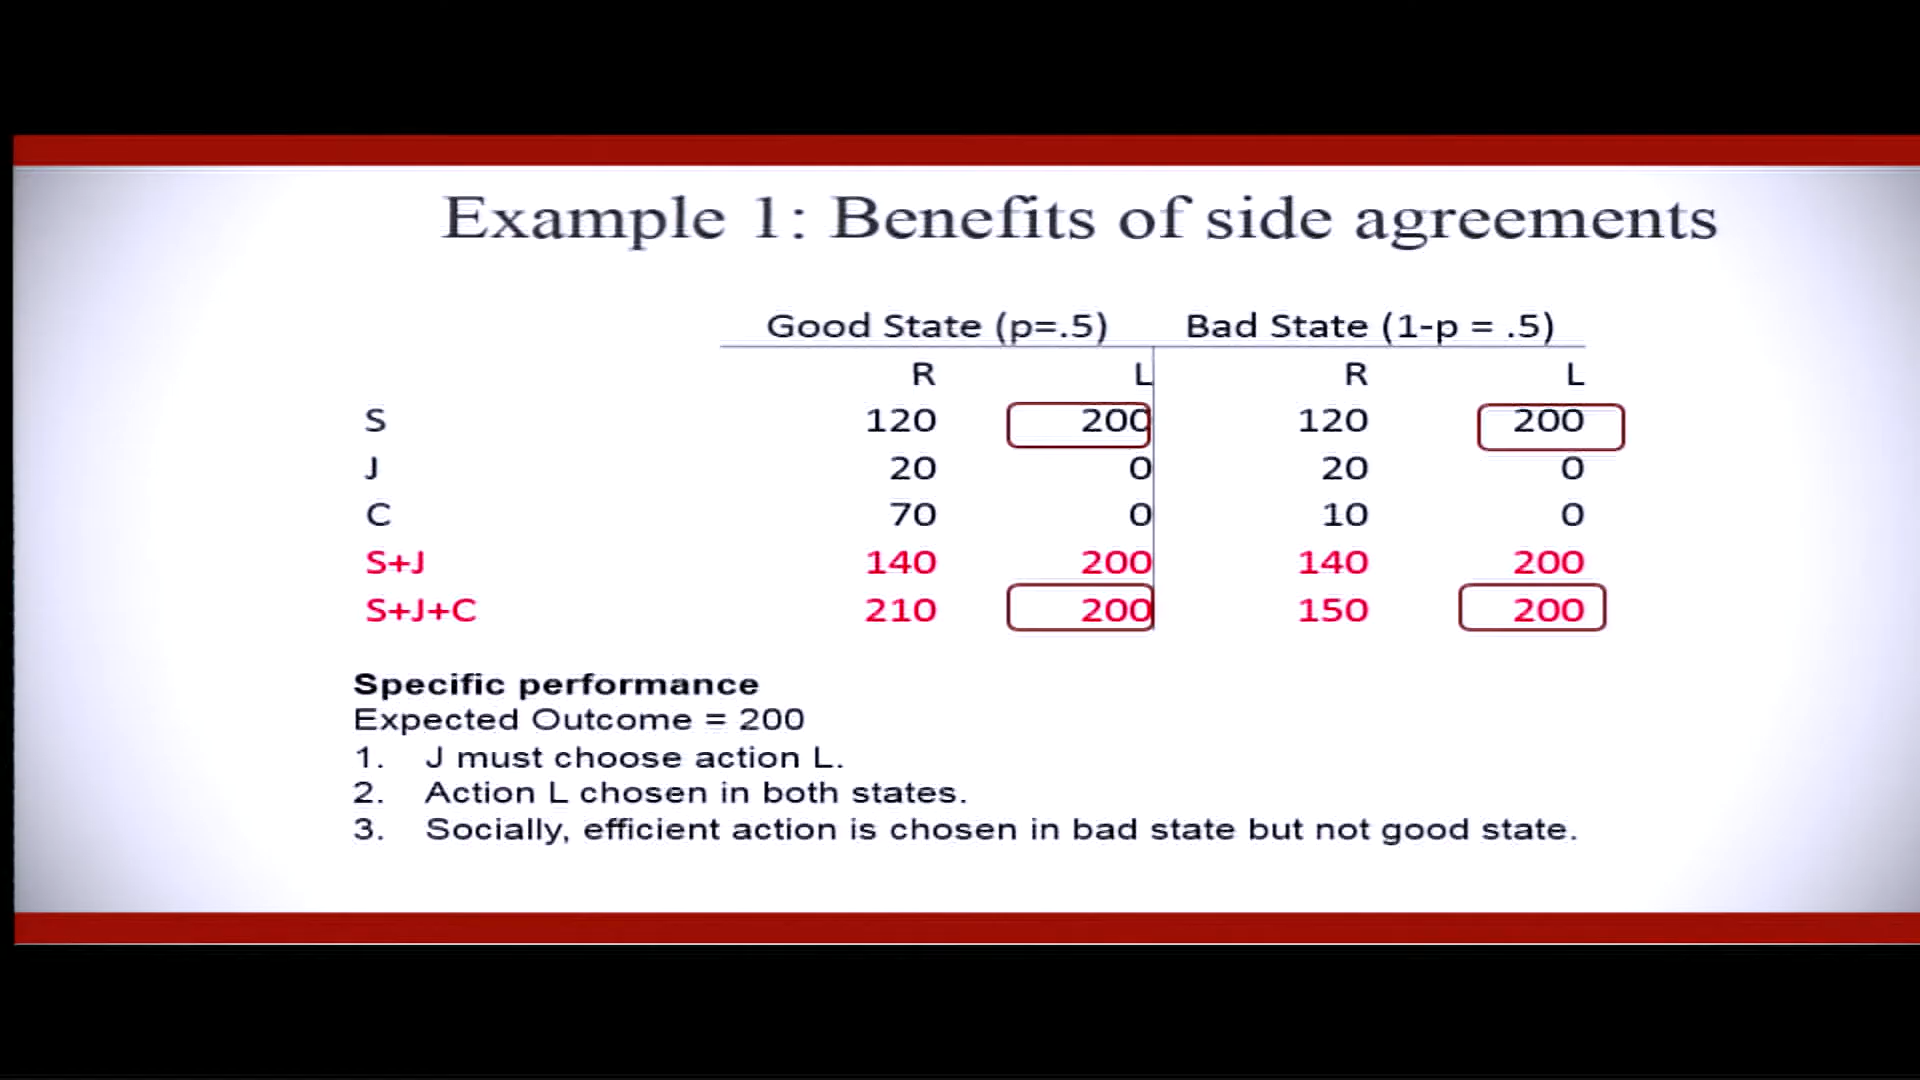 Example 1: Benefits of side agreements
Good State (p=.5) Bad State (1-p = .5)
R L R L
S 120 200 120 200
J 20 0 20 0
C 70 0 10 0
S+J 140 200 140 200
S+J+C 210 200 150 200
Specific performance
Expected Outcome = 200
1. J must choose action L.
2. Action L chosen in both states.
3. Socially, efficient action is chosen in bad state but not good state.